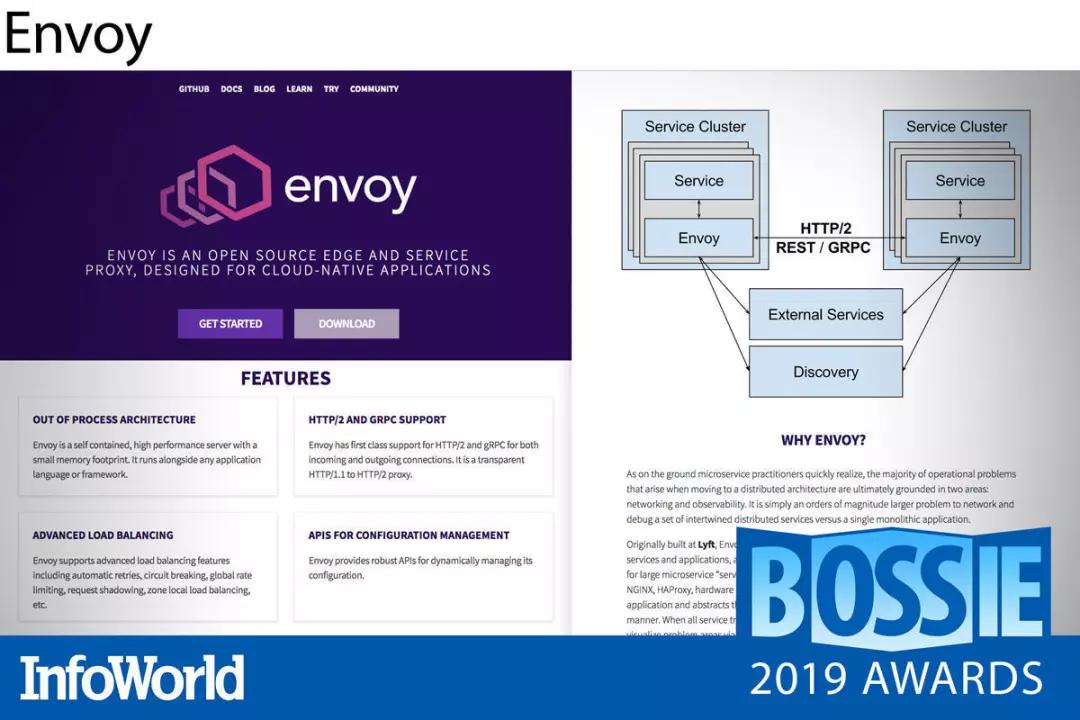 Envoy
GITHUB DOCS BLOG LEARN TRY COMMUNITY
envoy
ENVOY IS AN OPEN SOURCE EDGE AND SERVICE
PROXY, DESIGNED FOR CLOUD-NATIVE APPLICATIONS
GET STARTED DOWNLOAD
FEATURES
OUT OF PROCESS ARCHITECTURE
Envoy is a self contained, high performance server with a
small memory footprint. It runs alongside any application
language or framework.
HTTP/2 AND GRPC SUPPORT
Envoy has first class support for HTTP/2 and gRPC for both
incoming and outgoing connections. It is a transparent
HTTP/1.1 to HTTP/2 proxy.
ADVANCED LOAD BALANCING
Envoy supports advanced load balancing features
including automatic retries, circuit breaking, global rate
limiting, request shadowing, zone local load balancing,
etc.
APIS FOR CONFIGURATION MANAGEMENT
Envoy provides robust APIs for dynamically managing its
configuration.
Service Cluster
Service
Envoy
HTTP/2
REST / GRPC
Service Cluster
Service
Envoy
External Services
Discovery
WHY ENVOY?
As on the ground microservice practitioners quickly realize, the majority of operational problems
that arise when moving to a distributed architecture are ultimately grounded in two areas:
networking and observability. It is simply an orders of magnitude larger problem to network and
debug a set of intertwined distributed services versus a single monolithic application.
Originally built at Lyft,
services and applications,
for large microservice
NGINX, HAProxy, hardware
application and abstracts
manner. When all service
visualize problem areas via
BOSSIE
2019 AWARDS
InfoWorld